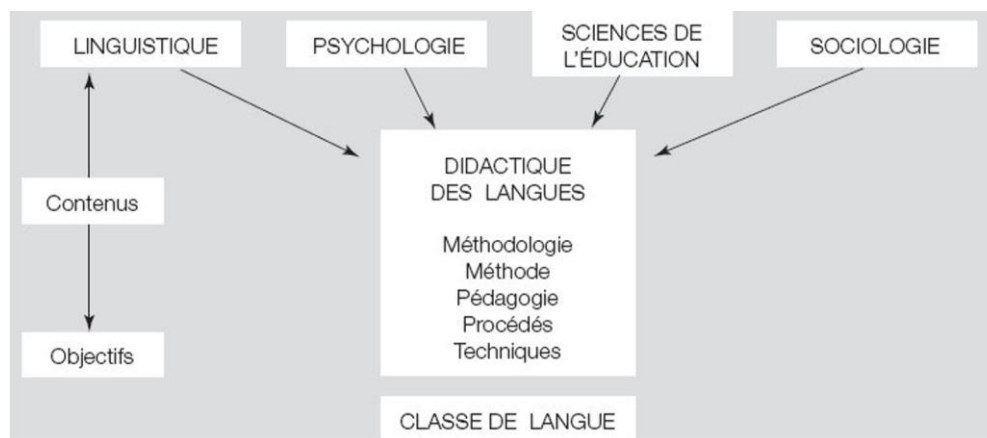 LINGUISTIQUE
PSYCHOLOGIE
SCIENCES DE
L'ÉDUCATION
SOCIOLOGIE
Contenus
Objectifs
DIDACTIQUE
DES LANGUES
Méthodologie
Méthode
Pédagogie
Procédés
Techniques
CLASSE DE LANGUE